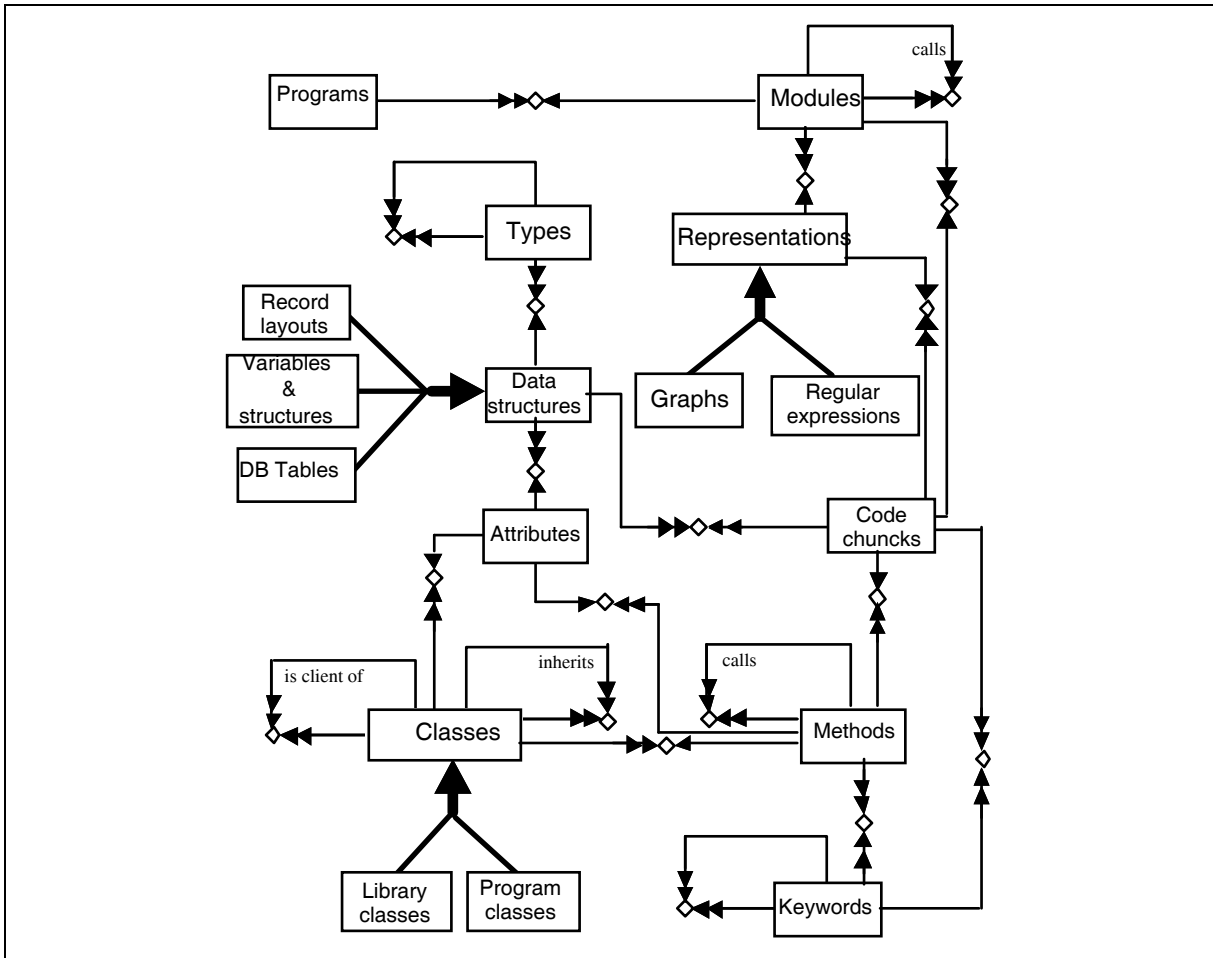 calls
Programs
Modules
Types
Representations
Record
layouts
Variables
&
structures
Data
structures
Graphs
Regular
expressions
DB Tables
Attributes
Code
chuncks
is client of
inherits
calls
Classes
Methods
Library
classes
Program
classes
Keywords